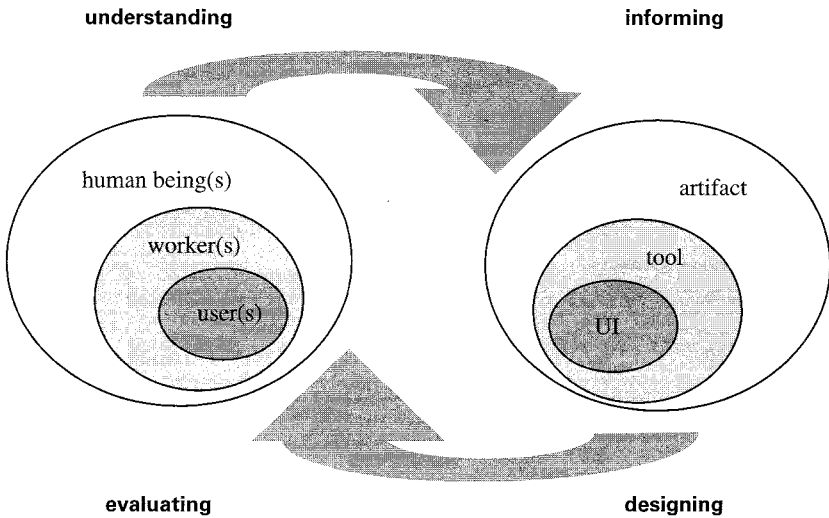 understanding
informing
human being(s)
worker(s)
user(s)
artifact
tool
UI
evaluating
designing